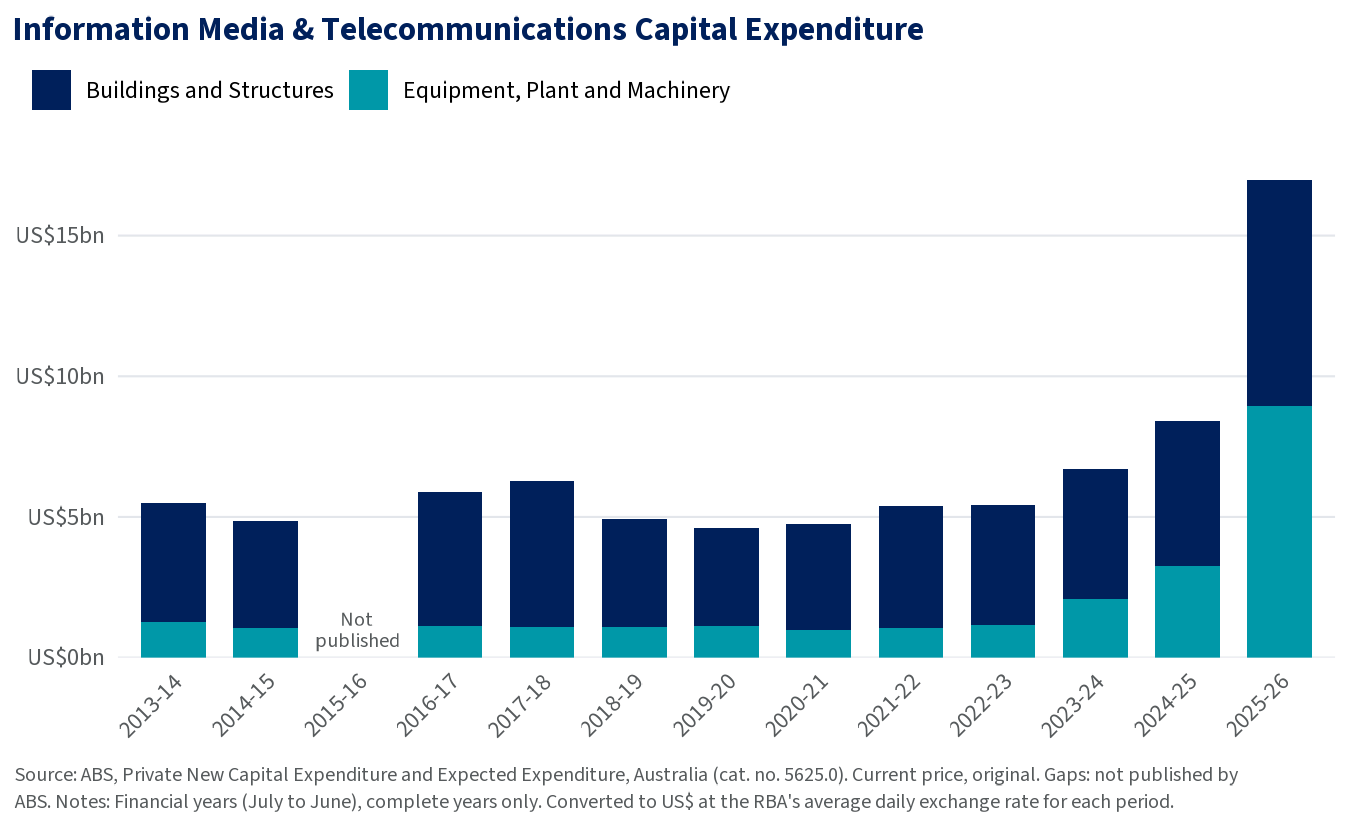 Information Media & Telecommunications Capital Expenditure
Buildings and Structures
Equipment, Plant and Machinery
US$15bn
US$10bn
US$5bn
US$0bn
Not
published
2013-14
2014-15
2015-16
2016-17
2017-18
2018-19
2019-20
2020-21
2021-22
2022-23
2023-24
2024-25
2025-26
Source: ABS, Private New Capital Expenditure and Expected Expenditure, Australia (cat. no. 5625.0). Current price, original. Gaps: not published by
ABS. Notes: Financial years (July to June), complete years only. Converted to US$ at the RBA's average daily exchange rate for each period.